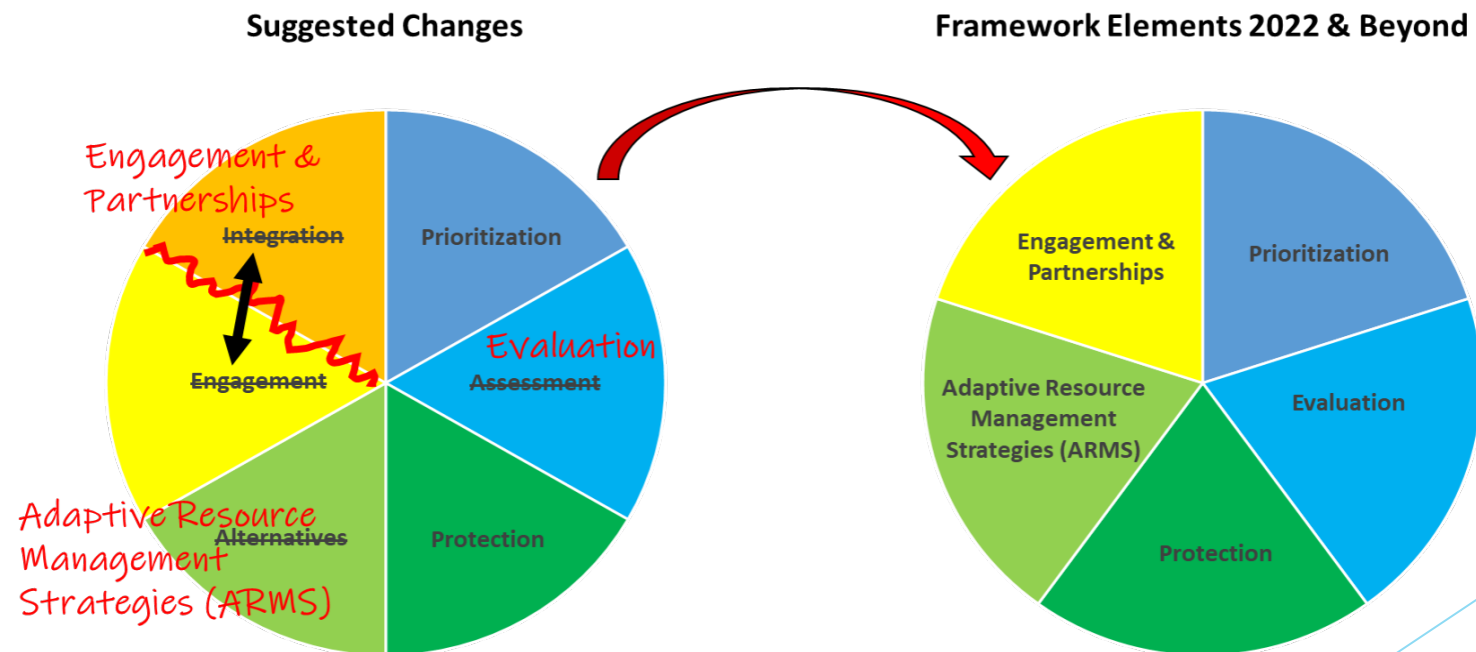 Suggested Changes
Framework Elements 2022 & Beyond
Engagement &
Partnerships
Integration
Prioritization
Evaluation
Assessment
Engagement
Adaptive Resource
Alternatives
Management
Strategies (ARMS)
Protection
Engagement &
Partnerships
Prioritization
Adaptive Resource
Management
Strategies (ARMS)
Evaluation
Protection